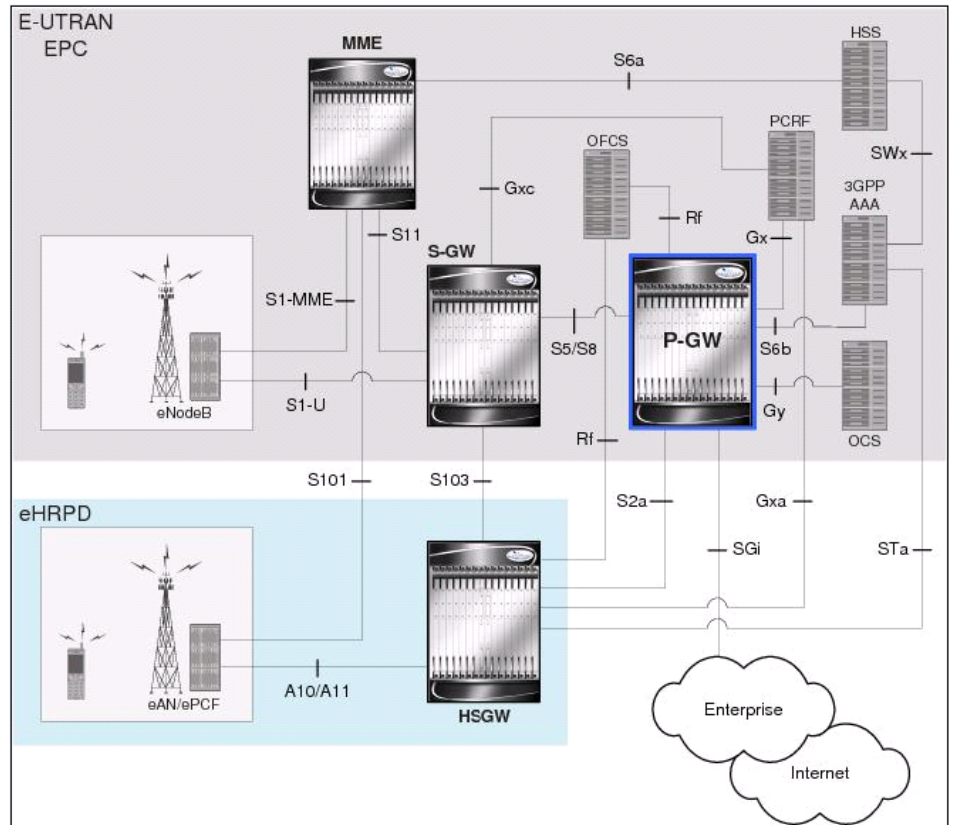 E-UTRAN
EPC
MME
HSS
S6a
PCRF
OFCS
SWx
Gxc
3GPP
AAA
Rf
S11
Gx
S-GW
S1-MME
P-GW
S5/S8
S6b
S1-U
eNodeB
Gy
Rf
OCS
S101
S103
S2a
Gxa
eHRPD
SGi
STa
A10/A11
eAN/ePCF
HSGW
Enterprise
Internet